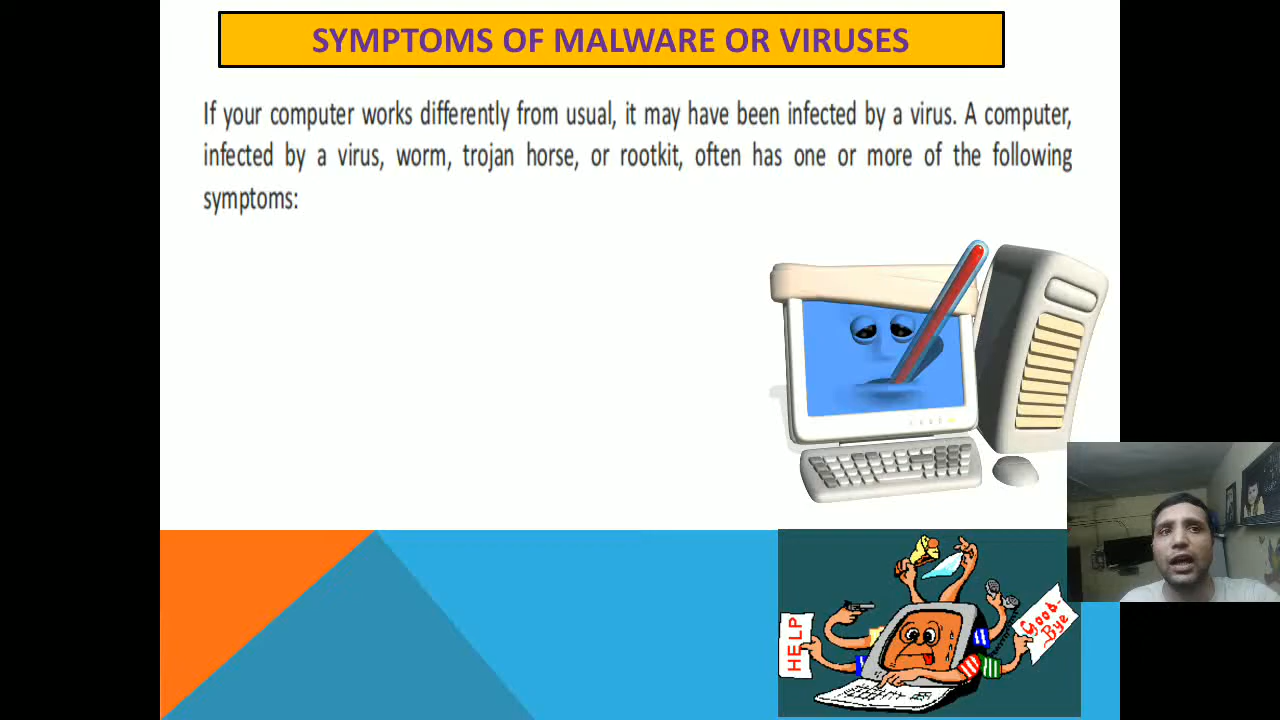 SYMPTOMS OF MALWARE OR VIRUSES
If your computer works differently from usual, it may have been infected by a virus. A computer,
infected by a virus, worm, trojan horse, or rootkit, often has one or more of the following
symptoms:
HELP
Good-
Bye